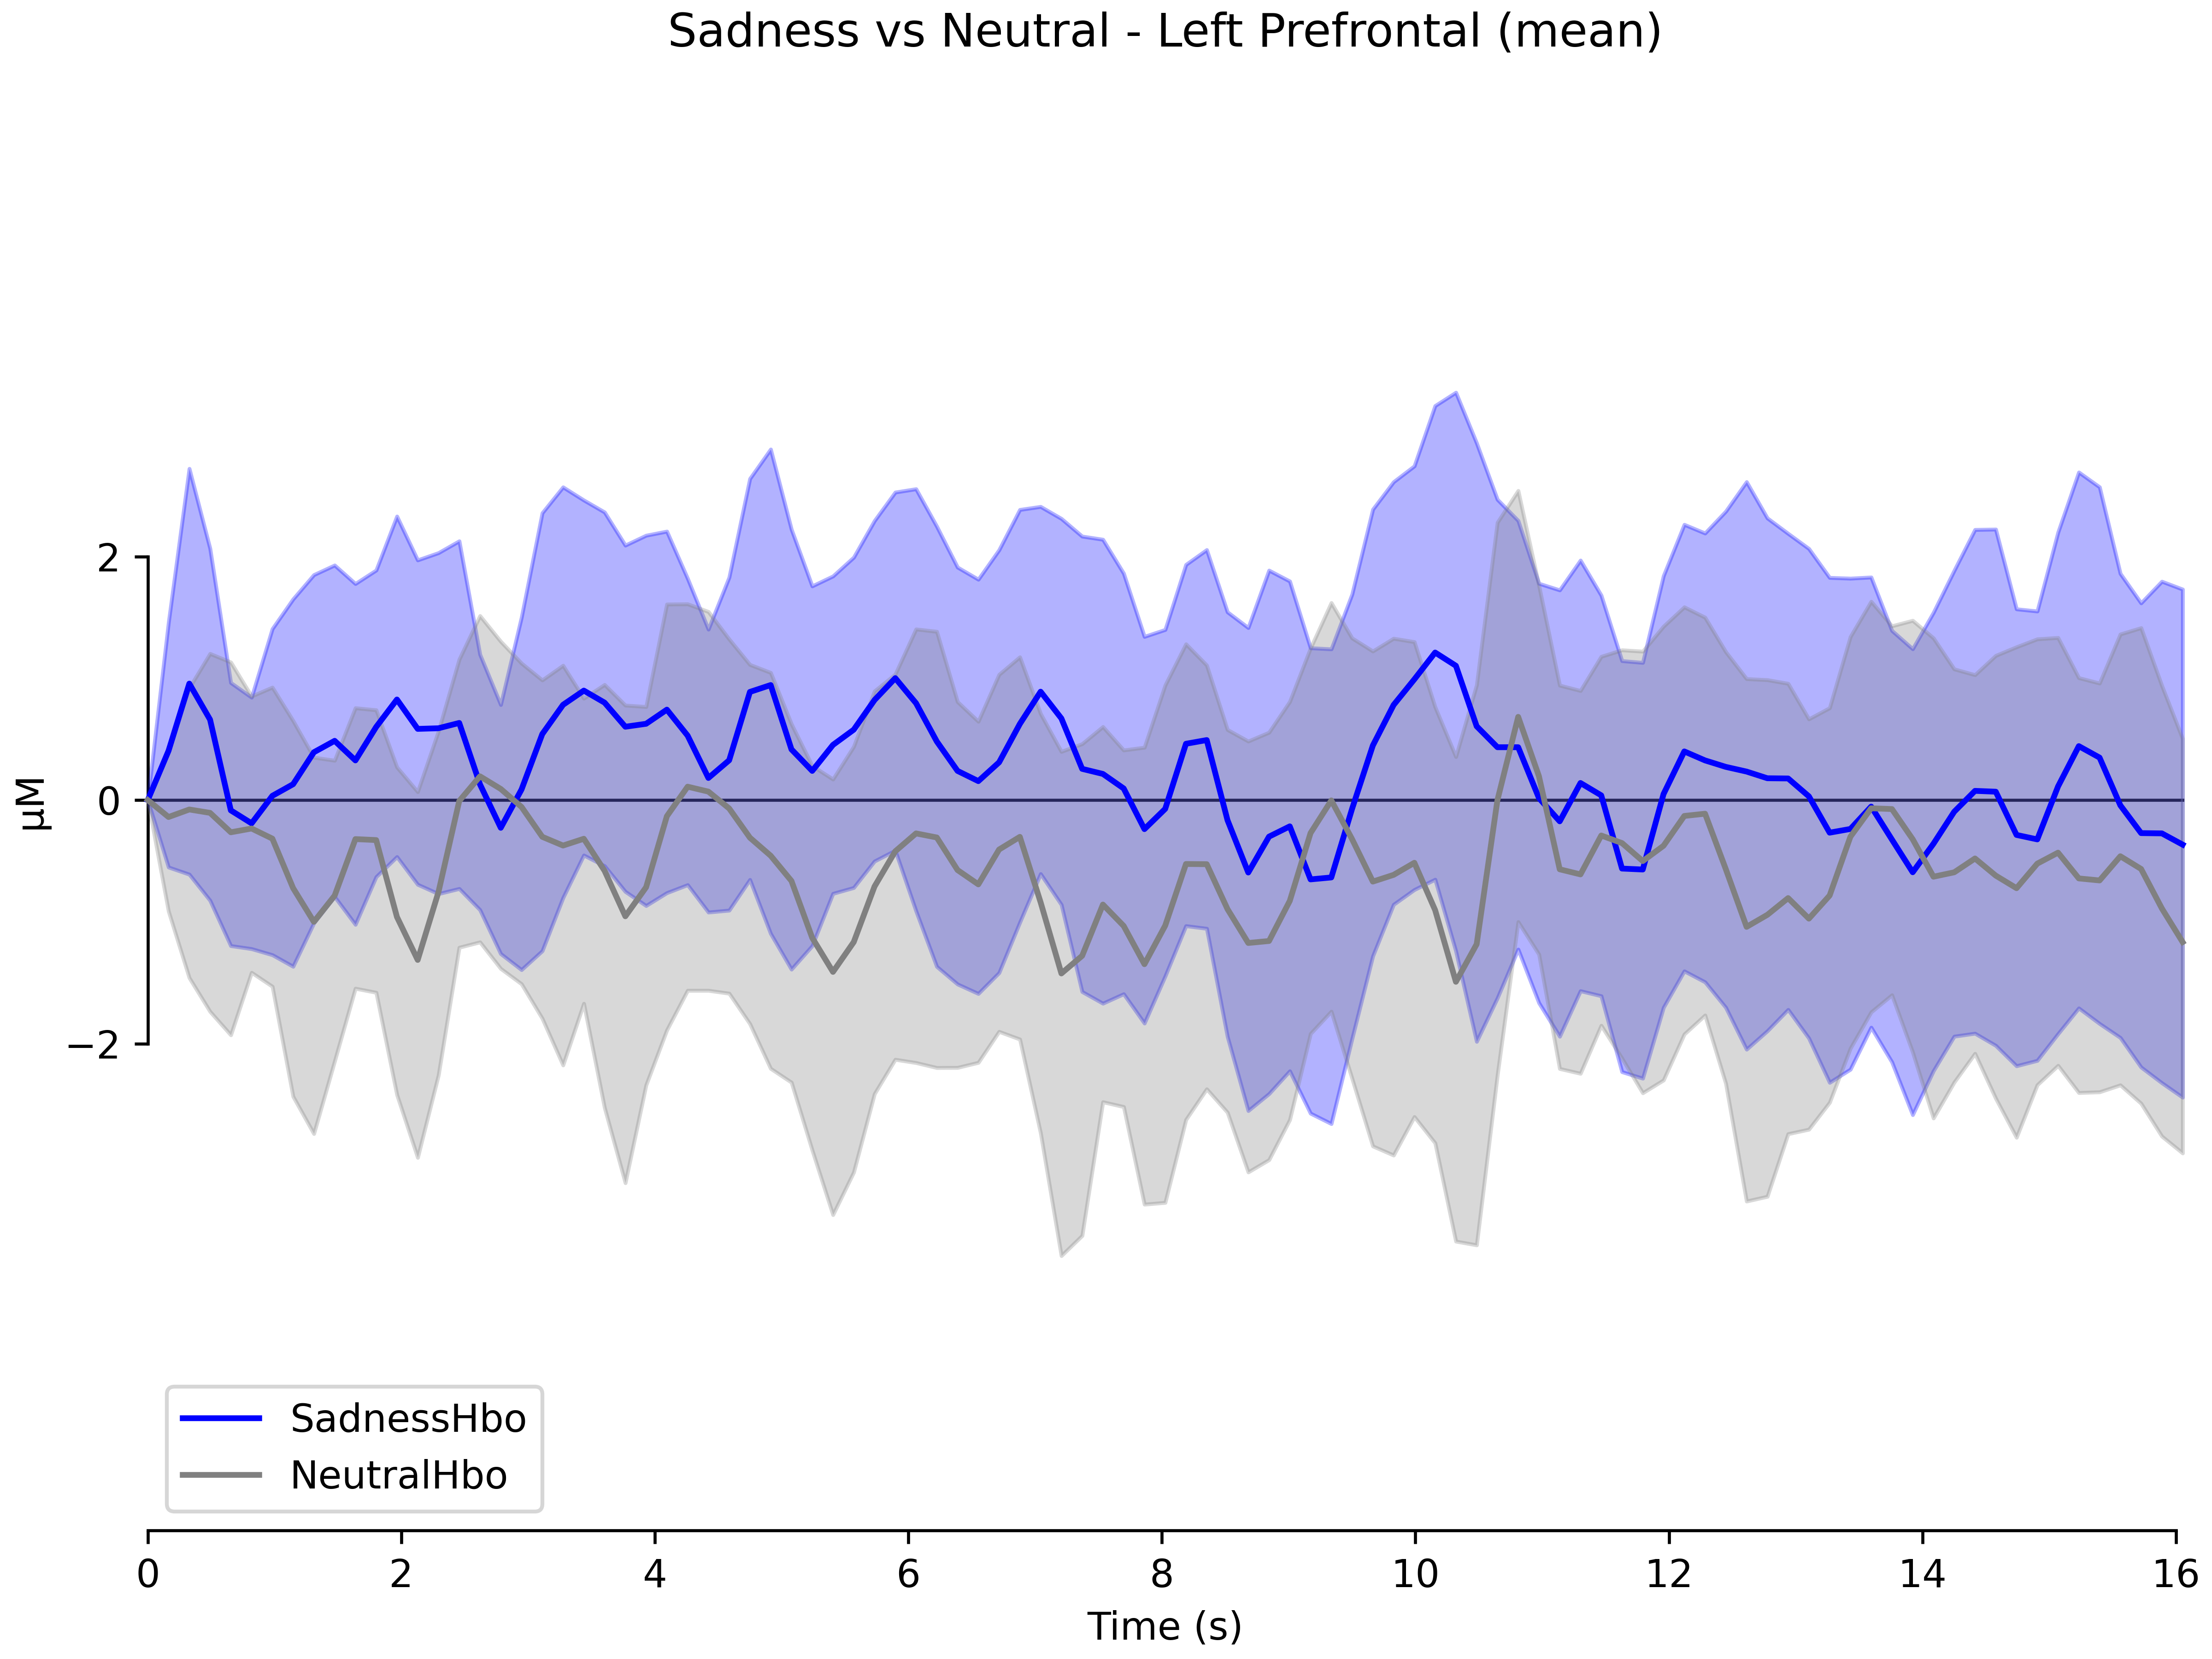 Sadness vs Neutral - Left Prefrontal (mean)
µM
2
0
−2
SadnessHbo
NeutralHbo
0 2 4 6 8 10 12 14 16
Time (s)